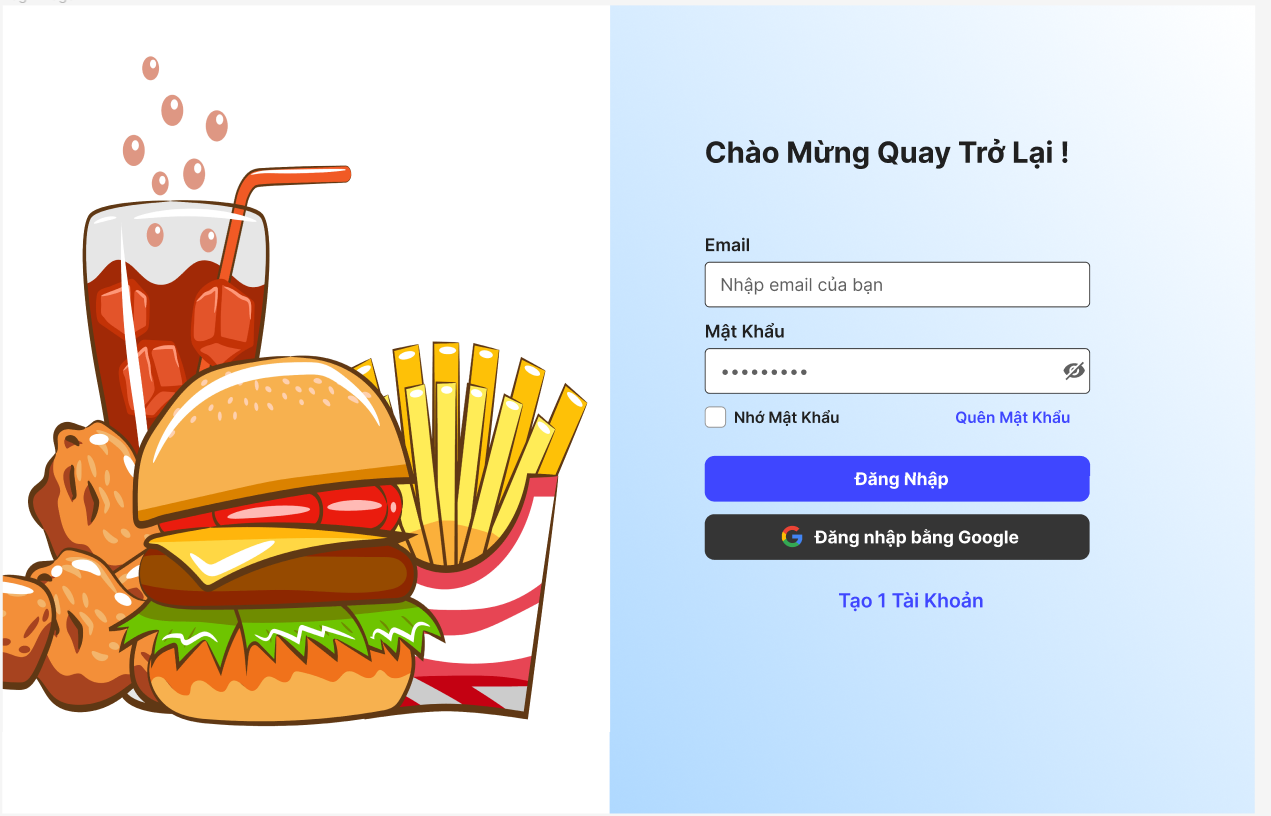 Chào Mừng Quay Trở Lại !
Email
Nhập email của bạn
Mật Khẩu
Nhớ Mật Khẩu
Quên Mật Khẩu
Đăng Nhập
Đăng nhập bằng Google
Tạo 1 Tài Khoản